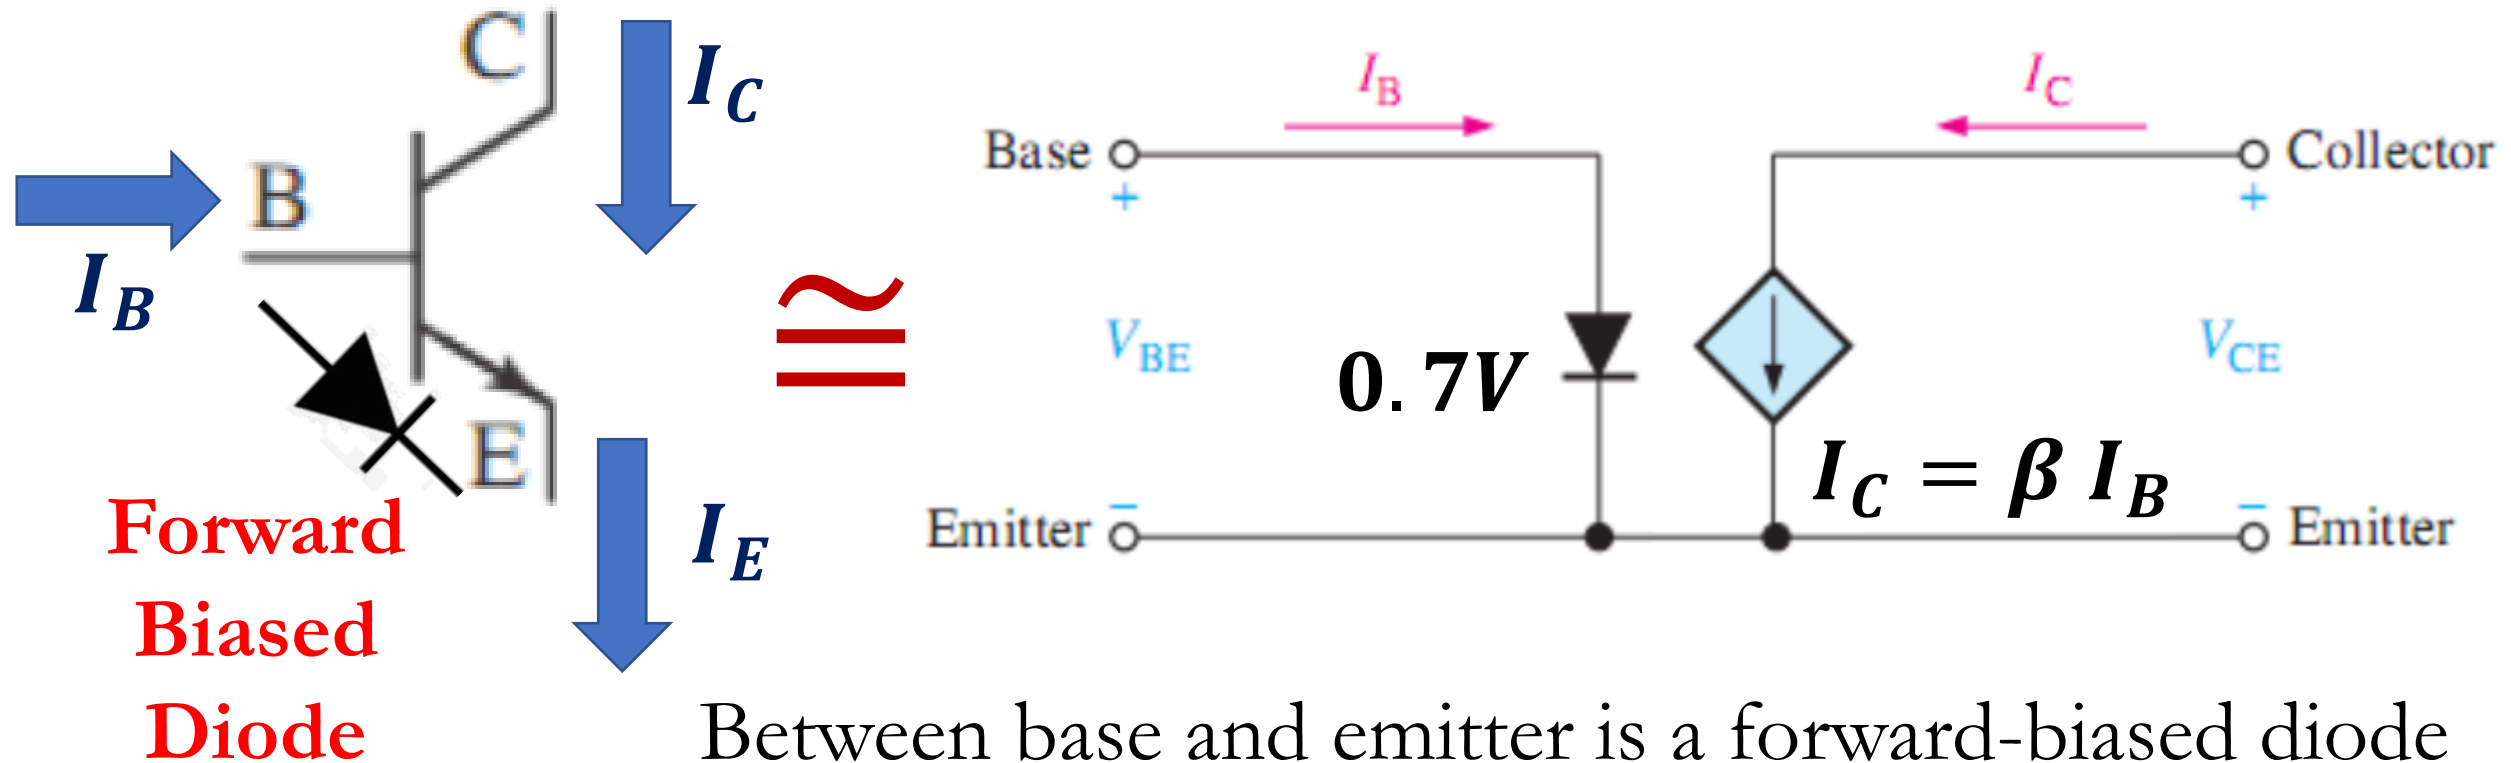 C
I_C
B
I_B
E
I_E
Forward
Biased
Diode
≅
I_B
I_C
Base
Collector
+
+
V_BE
0.7V
V_CE
I_C = β I_B
−
−
Emitter
Emitter
Between base and emitter is a forward-biased diode